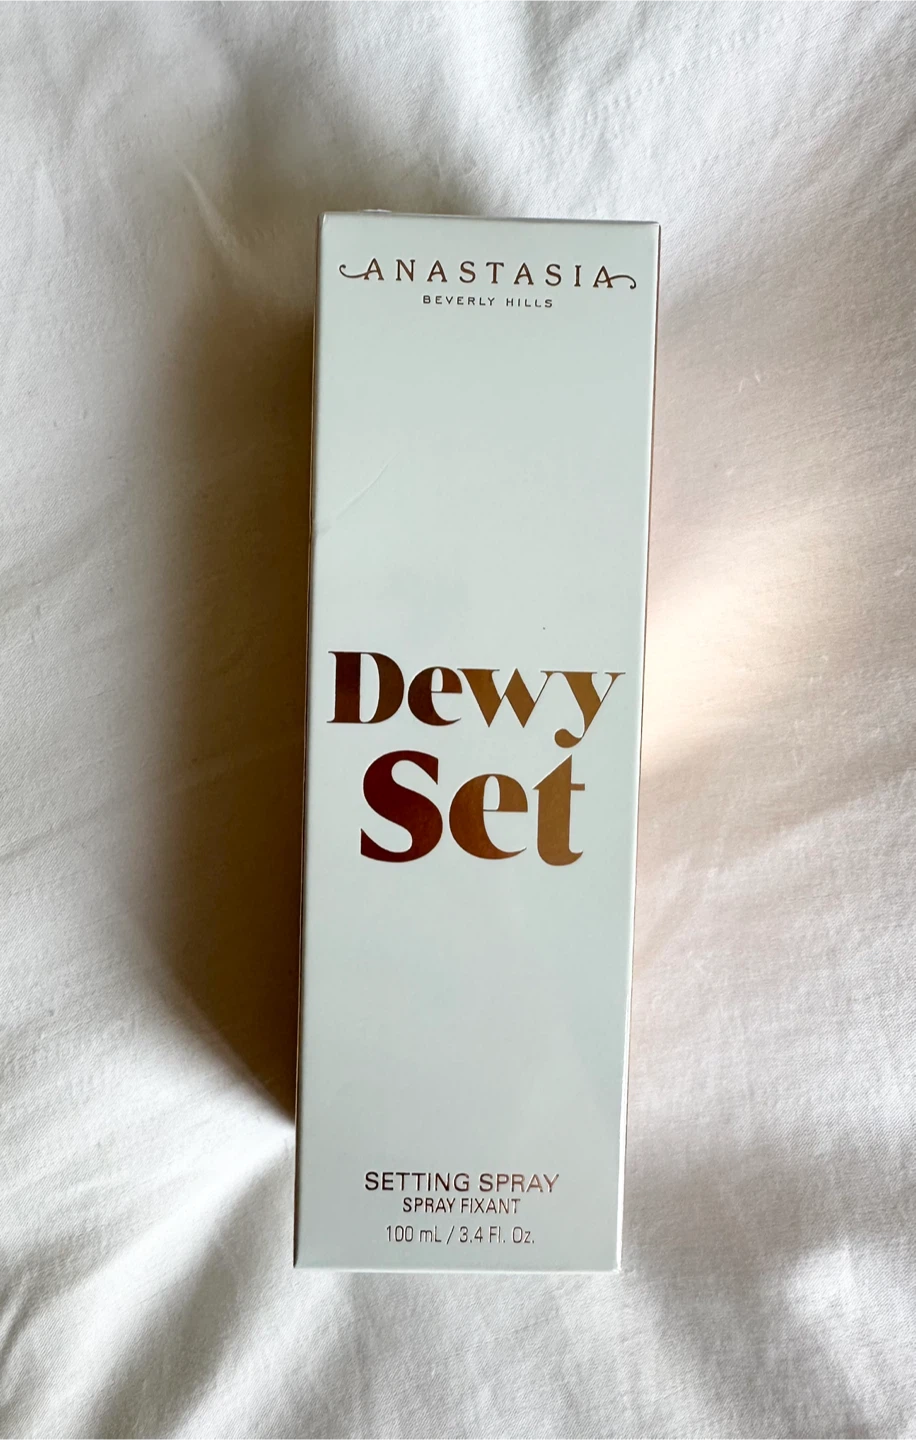 ANASTASIA
BEVERLY HILLS
Dewy
Set
SETTING SPRAY
SPRAY FIXANT
100 mL / 3.4 Fl. Oz.